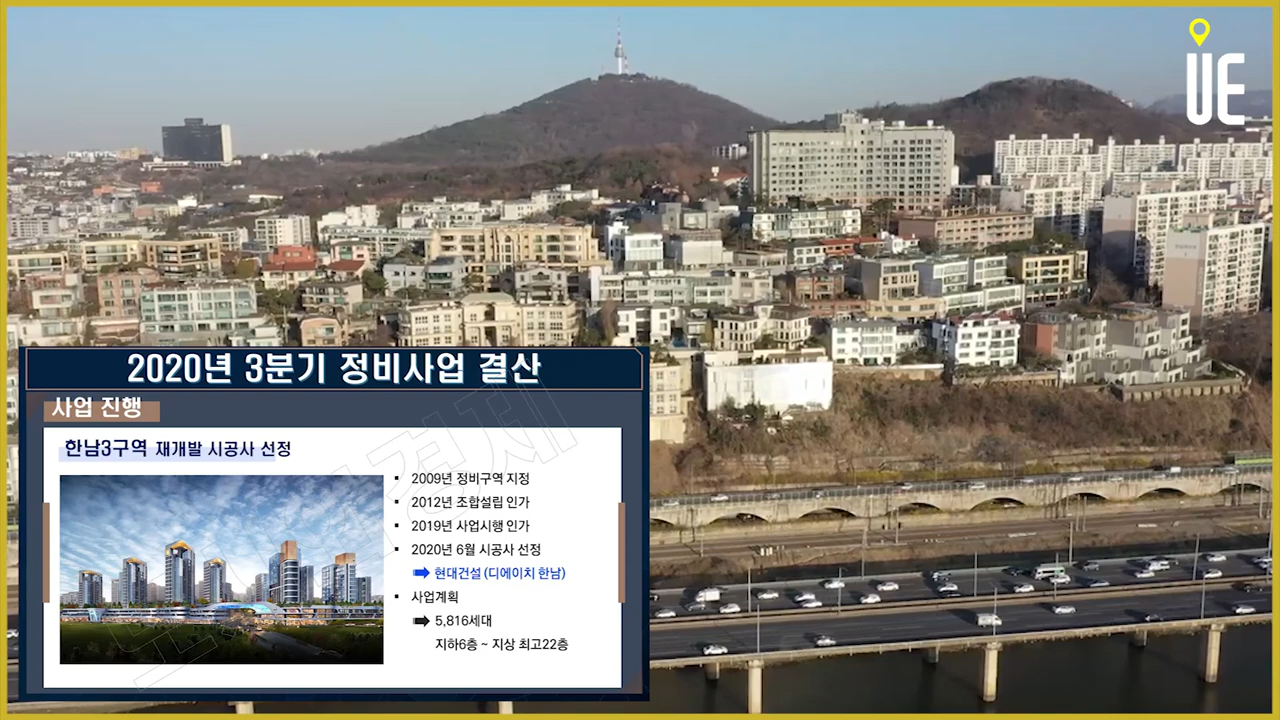 UE
2020년 3분기 정비사업 결산
사업 진행
한남3구역 재개발 시공사 선정
▪ 2009년 정비구역 지정
▪ 2012년 조합설립 인가
▪ 2019년 사업시행 인가
▪ 2020년 6월 시공사 선정
➡ 현대건설 (디에이치 한남)
▪ 사업계획
➡ 5,816세대
지하6층 ~ 지상 최고22층